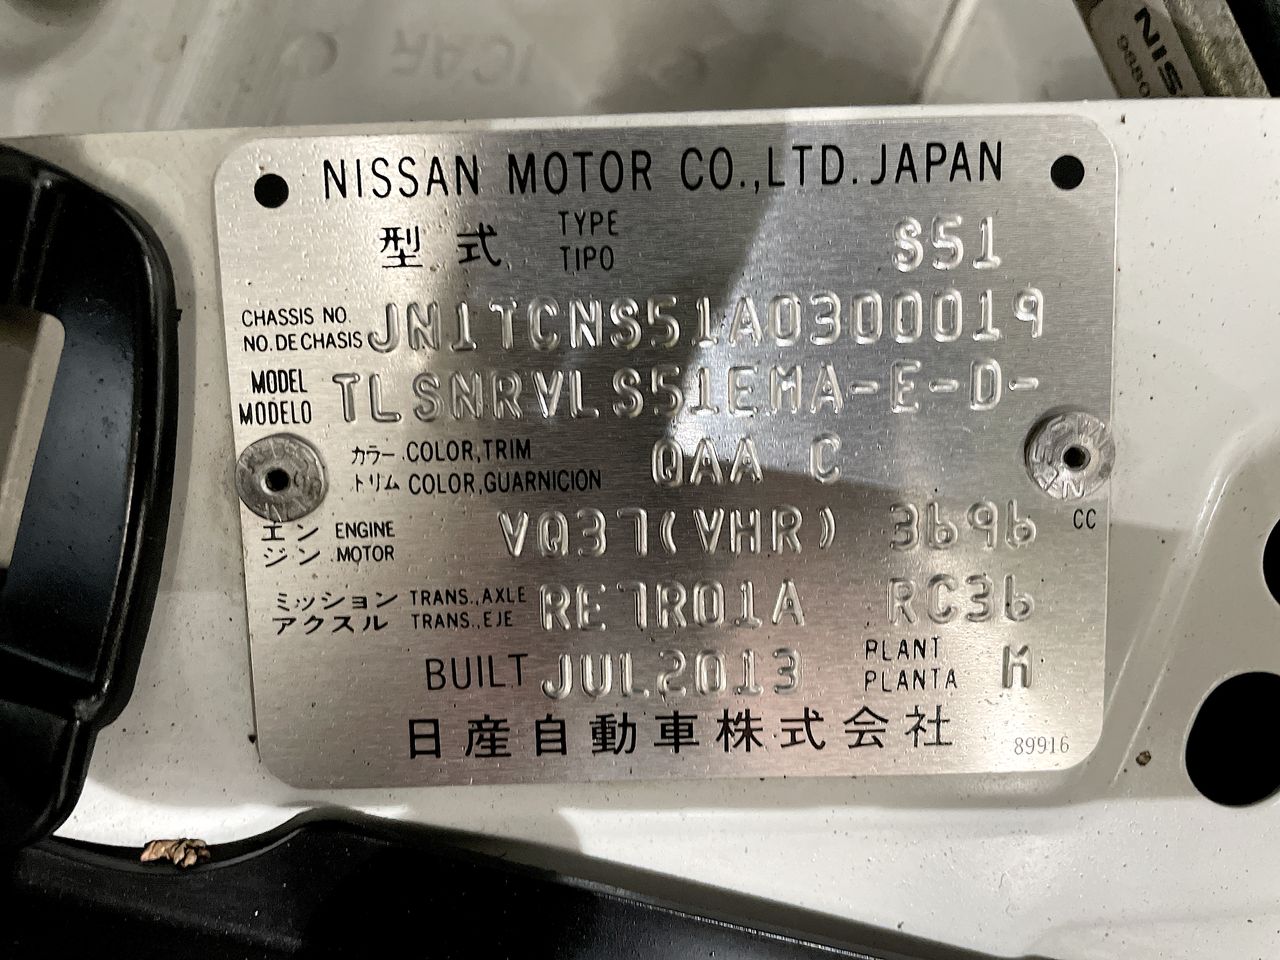 NISSAN MOTOR CO.,LTD.JAPAN
型式 TYPE TIPO S51
CHASSIS NO. NO.DE CHASIS JN1TCNS51A0300019
MODEL MODELO TLSNRVLS51EMA-E-D-
カラー COLOR,TRIM
トリム COLOR,GUARNICION QAA C
エンジン ENGINE MOTOR VQ37(VHR) 3696 CC
ミッション TRANS.,AXLE
アクスル TRANS.,EJE RE7R01A RC36
BUILT JUL2013 PLANT PLANTA M
日産自動車株式会社 89916